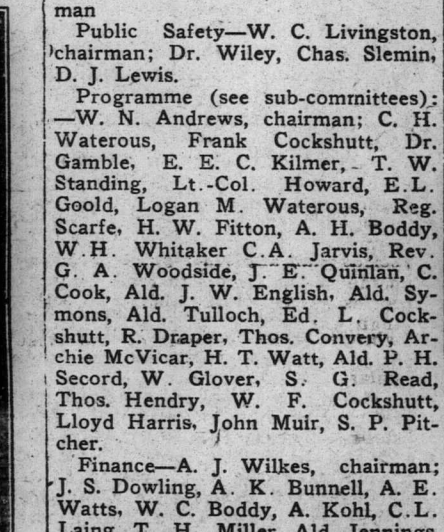 man
Public Safety—W. C. Livingston,
chairman; Dr. Wiley, Chas. Slemin,
D. J. Lewis.
Programme (see sub-committees):
—W. N. Andrews, chairman; C. H.
Waterous, Frank Cockshutt, Dr.
Gamble, E. E. C. Kilmer, T. W.
Standing, Lt.-Col. Howard, E.L.
Goold, Logan M. Waterous, Reg.
Scarfe, H. W. Fitton, A. H. Boddy,
W.H. Whitaker C.A. Jarvis, Rev.
G. A. Woodside, J. E. Quinlan, C.
Cook, Ald. J. W. English, Ald. Sy-
mons, Ald. Tulloch, Ed. L. Cock-
shutt, R. Draper, Thos. Convery, Ar-
chie McVicar, H. T. Watt, Ald. P. H.
Secord, W. Glover, S. G. Read,
Thos. Hendry, W. F. Cockshutt,
Lloyd Harris, John Muir, S. P. Pit-
cher.
Finance—A. J. Wilkes, chairman;
J. S. Dowling, A. K. Bunnell, A. E.
Watts, W. C. Boddy, A. Kohl, C.L.
Laing, T. H. Miller, Ald. Jennings